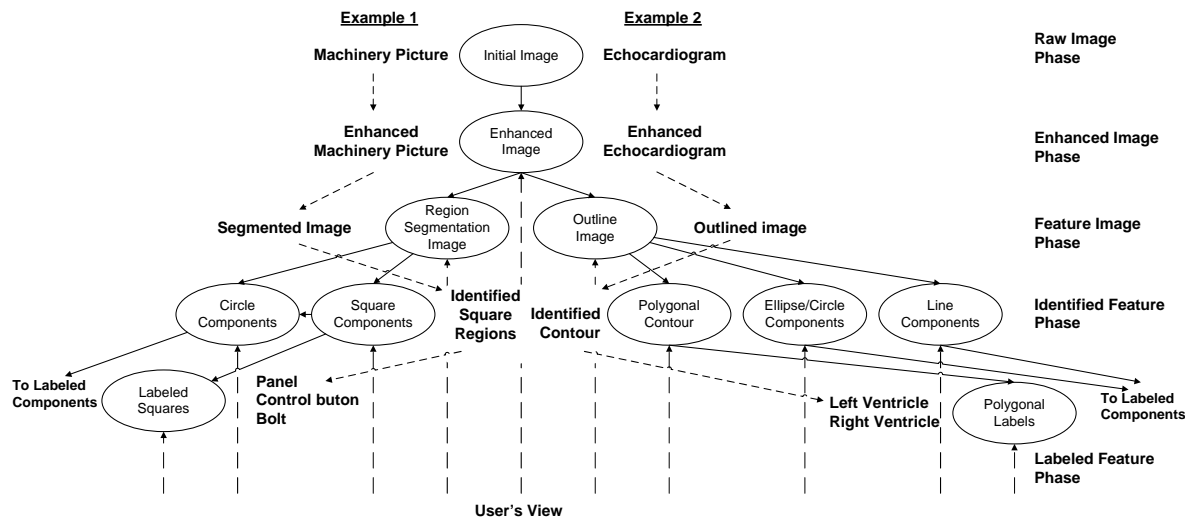 Example 1
Example 2
Machinery Picture
Initial Image
Echocardiogram
Raw Image
Phase
Enhanced
Machinery Picture
Enhanced
Image
Enhanced
Echocardiogram
Enhanced Image
Phase
Segmented Image
Region
Segmentation
Image
Outline
Image
Outlined image
Feature Image
Phase
Circle
Components
Square
Components
Identified
Square
Regions
Identified
Contour
Polygonal
Contour
Ellipse/Circle
Components
Line
Components
Identified Feature
Phase
To Labeled
Components
Labeled
Squares
Panel
Control buton
Bolt
Left Ventricle
Right Ventricle
Polygonal
Labels
To Labeled
Components
Labeled Feature
Phase
User's View